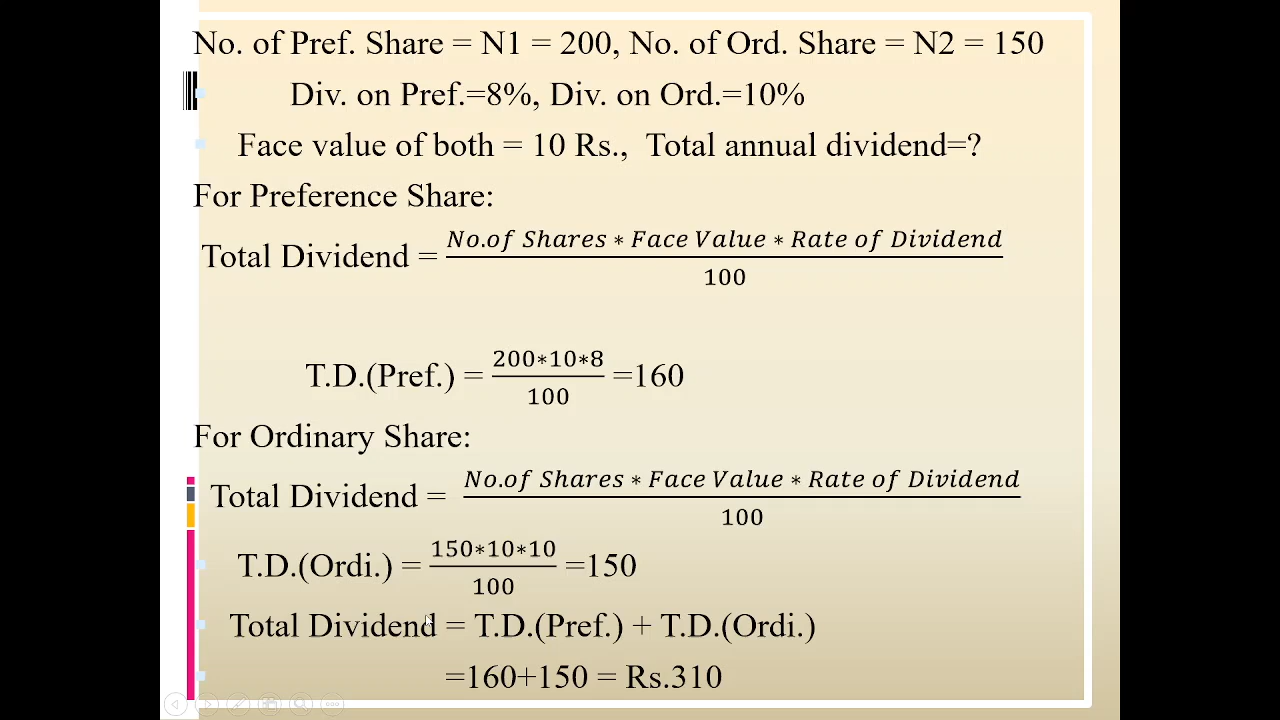 No. of Pref. Share = N1 = 200, No. of Ord. Share = N2 = 150
Div. on Pref.=8%, Div. on Ord.=10%
Face value of both = 10 Rs., Total annual dividend=?
For Preference Share:
Total Dividend = No.of Shares * Face Value * Rate of Dividend / 100
T.D.(Pref.) = 200*10*8 / 100 =160
For Ordinary Share:
Total Dividend = No.of Shares * Face Value * Rate of Dividend / 100
T.D.(Ordi.) = 150*10*10 / 100 =150
Total Dividend = T.D.(Pref.) + T.D.(Ordi.)
=160+150 = Rs.310